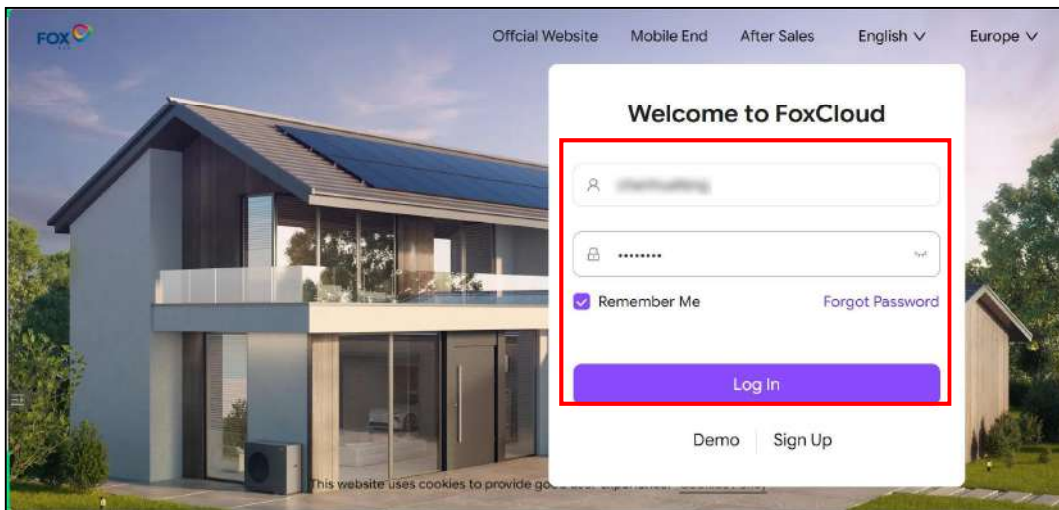 FOX
Offcial Website Mobile End After Sales English Europe
Welcome to FoxCloud
Remember Me Forgot Password
Log In
Demo Sign Up
This website uses cookies to provide